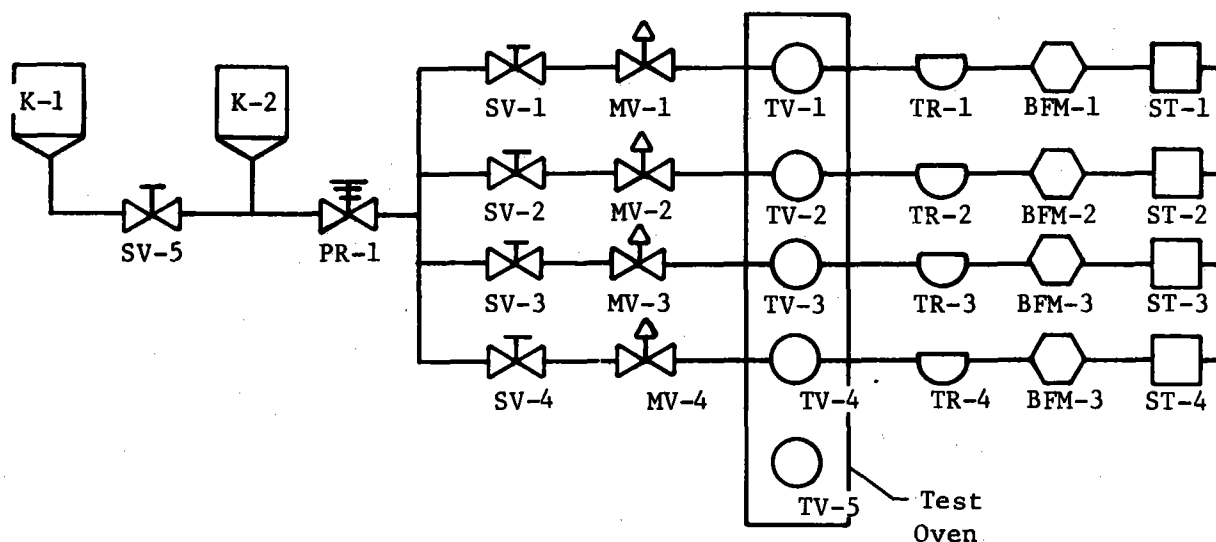 K-1
K-2
SV-5
PR-1
SV-1 MV-1 TV-1 TR-1 BFM-1 ST-1
SV-2 MV-2 TV-2 TR-2 BFM-2 ST-2
SV-3 MV-3 TV-3 TR-3 BFM-3 ST-3
SV-4 MV-4 TV-4 TR-4 BFM-3 ST-4
TV-5
Test
Oven